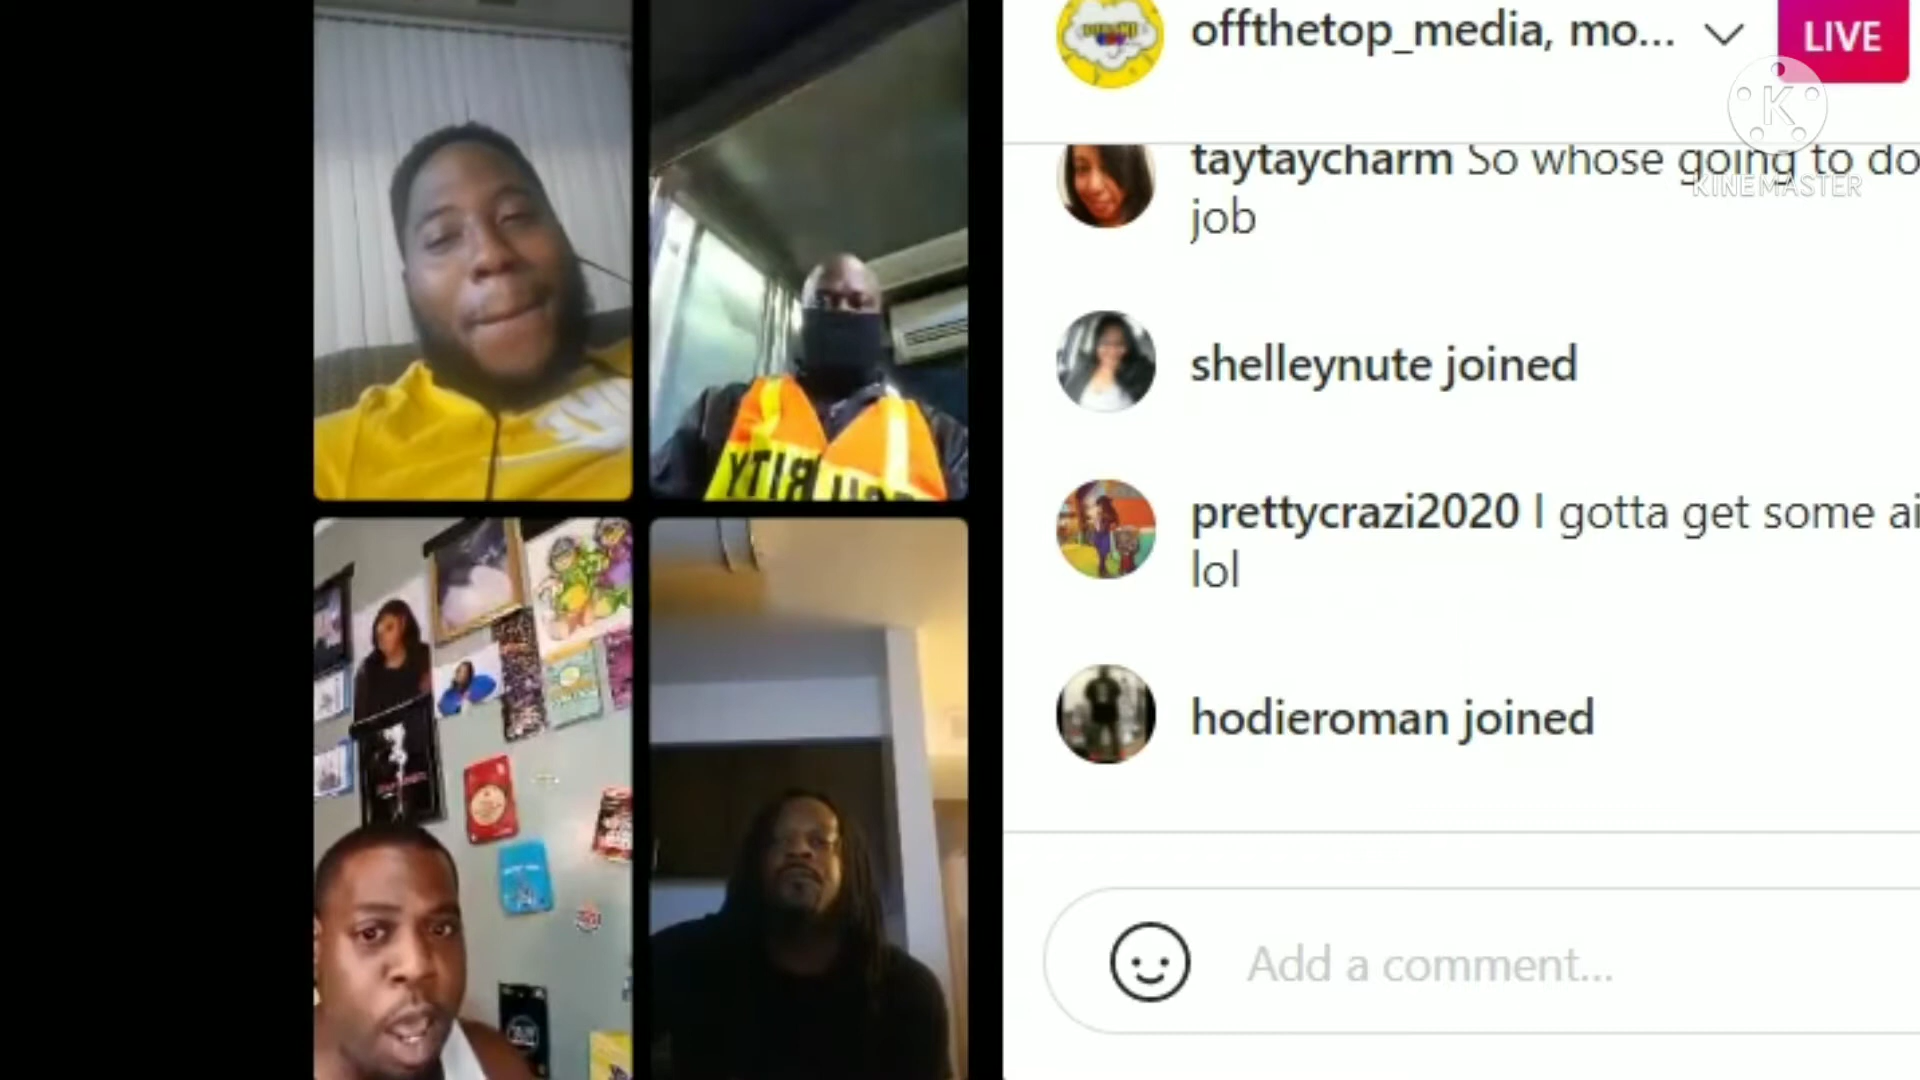 offthetop_media, mo...
LIVE
taytaycharm So whose going to do
job
KINEMASTER
shelleynute joined
prettycrazi2020 I gotta get some ai
lol
hodieroman joined
Add a comment...